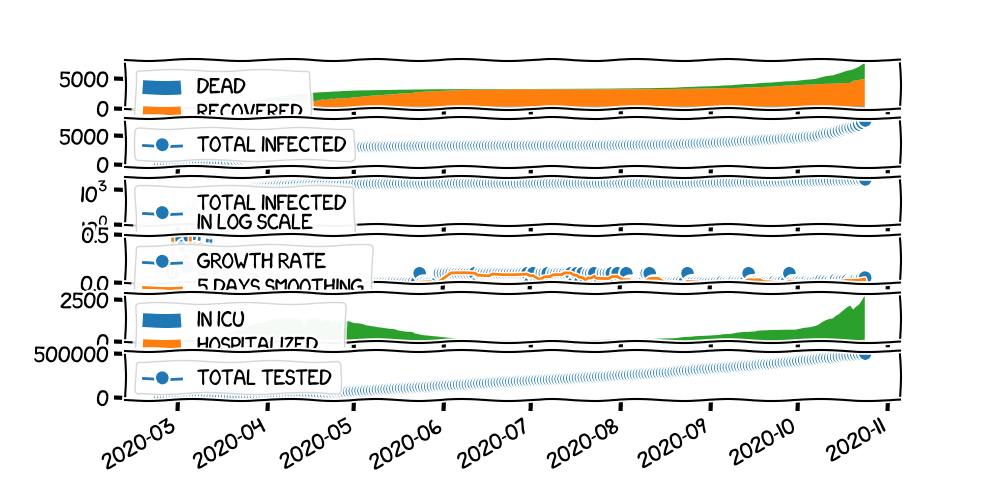 5000
DEAD
0
RECOVERED
5000
TOTAL INFECTED
0
10³
TOTAL INFECTED
IN LOG SCALE
10⁰
0.5
GROWTH RATE
0.0
5 DAYS SMOOTHING
2500
IN ICU
0
HOSPITALIZED
500000
TOTAL TESTED
0
2020-03 2020-04 2020-05 2020-06 2020-07 2020-08 2020-09 2020-10 2020-11